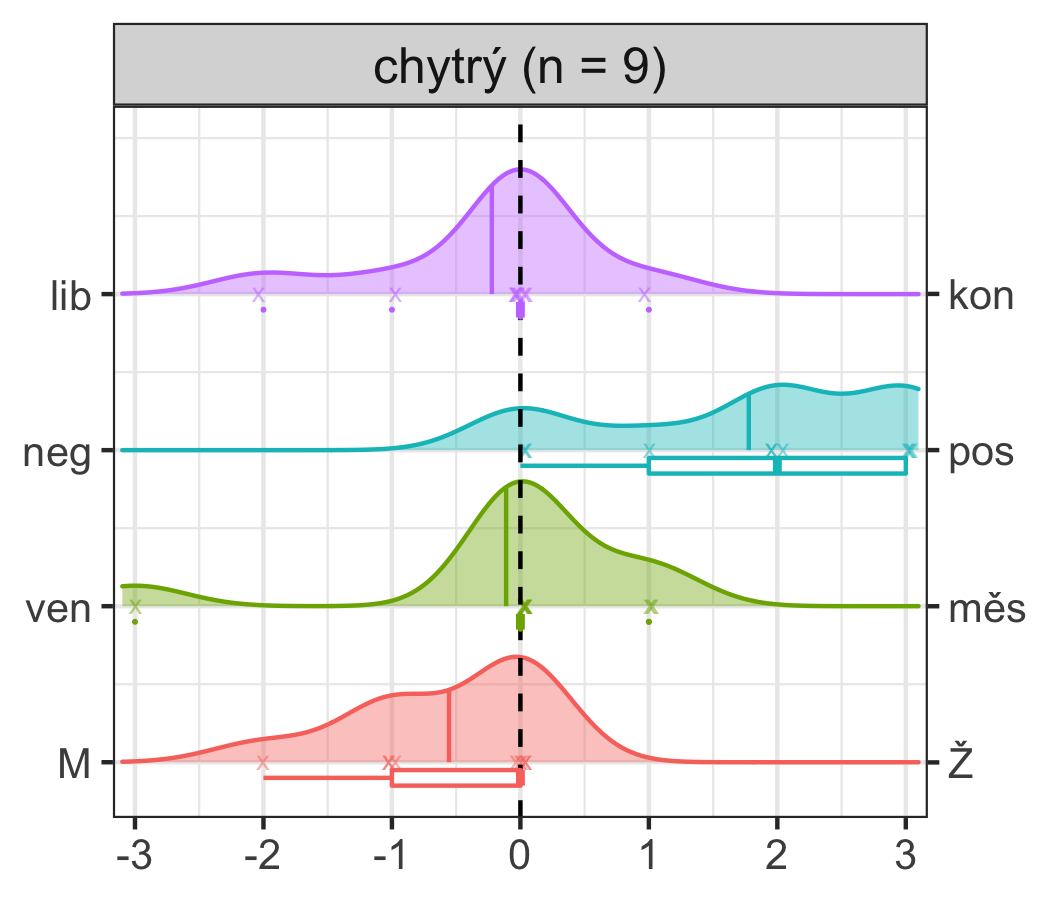 chytrý (n = 9)
lib kon
neg pos
ven měs
M Ž
-3 -2 -1 0 1 2 3